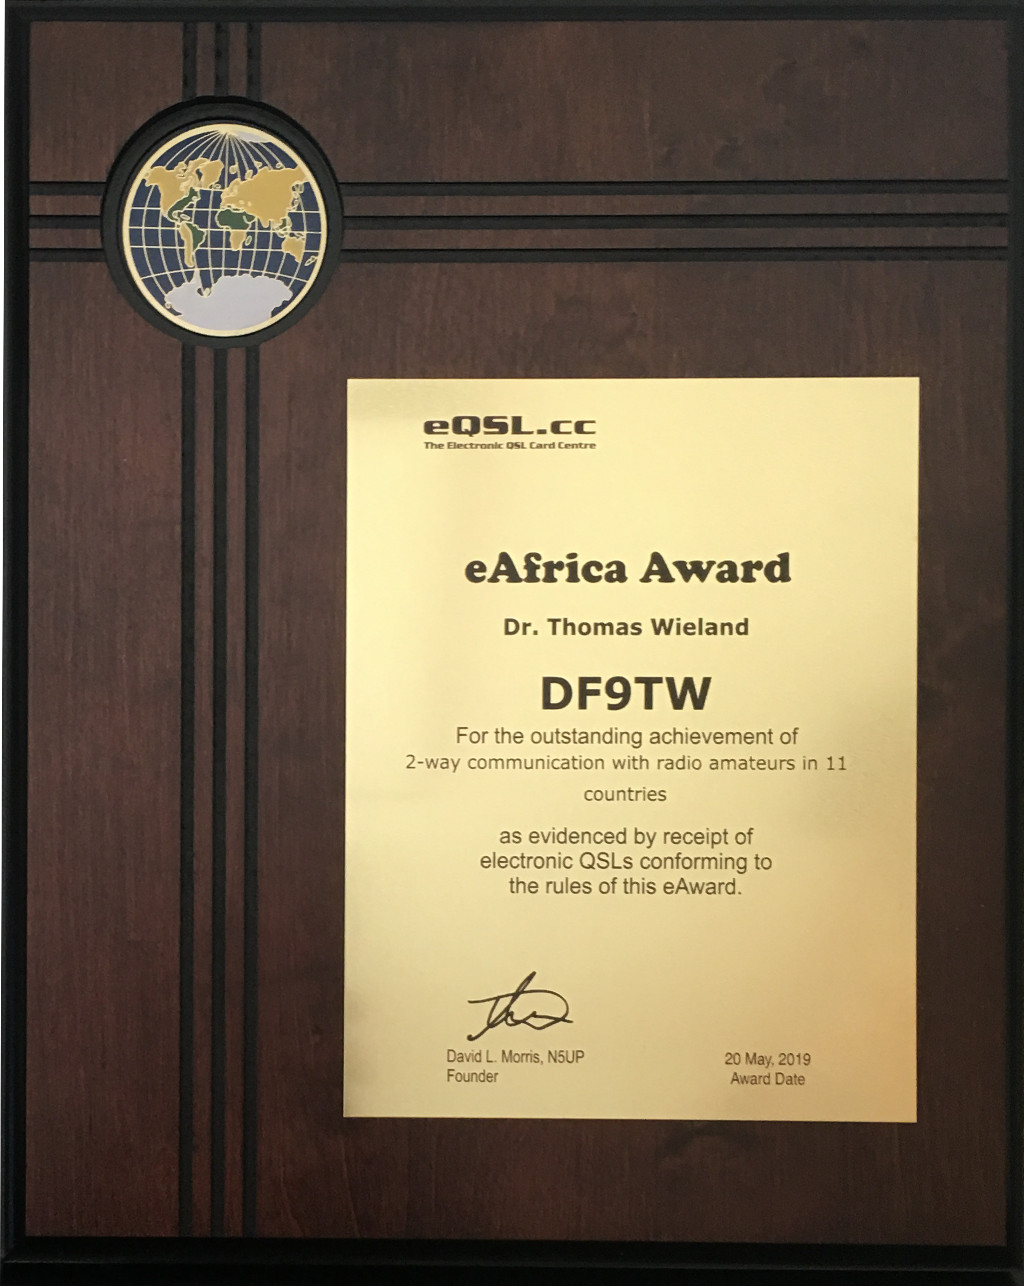 eQSL.cc
The Electronic QSL Card Centre
eAfrica Award
Dr. Thomas Wieland
DF9TW
For the outstanding achievement of
2-way communication with radio amateurs in 11
countries
as evidenced by receipt of
electronic QSLs conforming to
the rules of this eAward.
David L. Morris, N5UP
Founder
20 May, 2019
Award Date